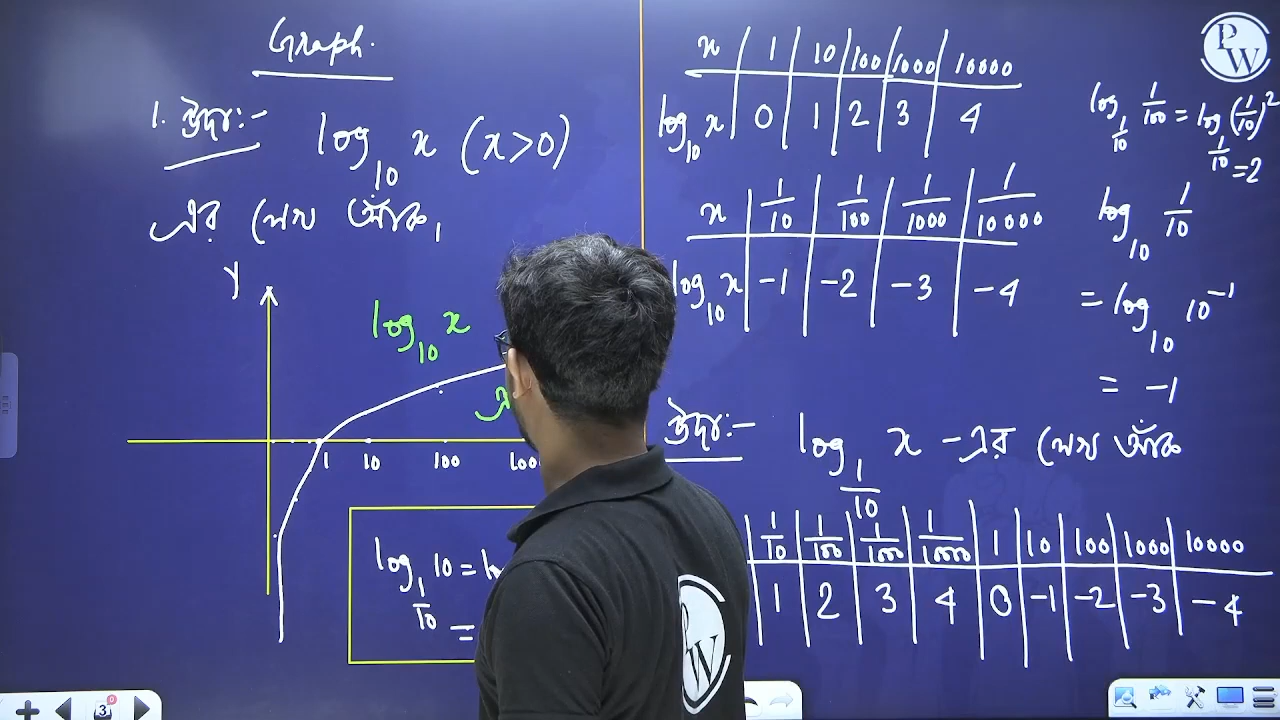 Graph.
1. উদাঃ:-
log₁₀ x (x>0)
এর লেখ আঁক।
Y
log₁₀ x
1 10 100
log_{1/10} 10 =
=
x | 1 | 10 | 100 | 1000 | 10000
log₁₀ x | 0 | 1 | 2 | 3 | 4
x | 1/10 | 1/100 | 1/1000 | 1/10000
log₁₀ x | -1 | -2 | -3 | -4
log_{1/10} 1/100 = log_{1/10} (1/10)²
=2
log₁₀ 1/10
= log₁₀ 10⁻¹
= -1
উদাঃ:-
log_{1/10} x -এর লেখ আঁক
1/10 | 1/100 | 1/1000 | 1/10000 | 1 | 10 | 100 | 1000 | 10000
1 | 2 | 3 | 4 | 0 | -1 | -2 | -3 | -4
PW
PW
3
0